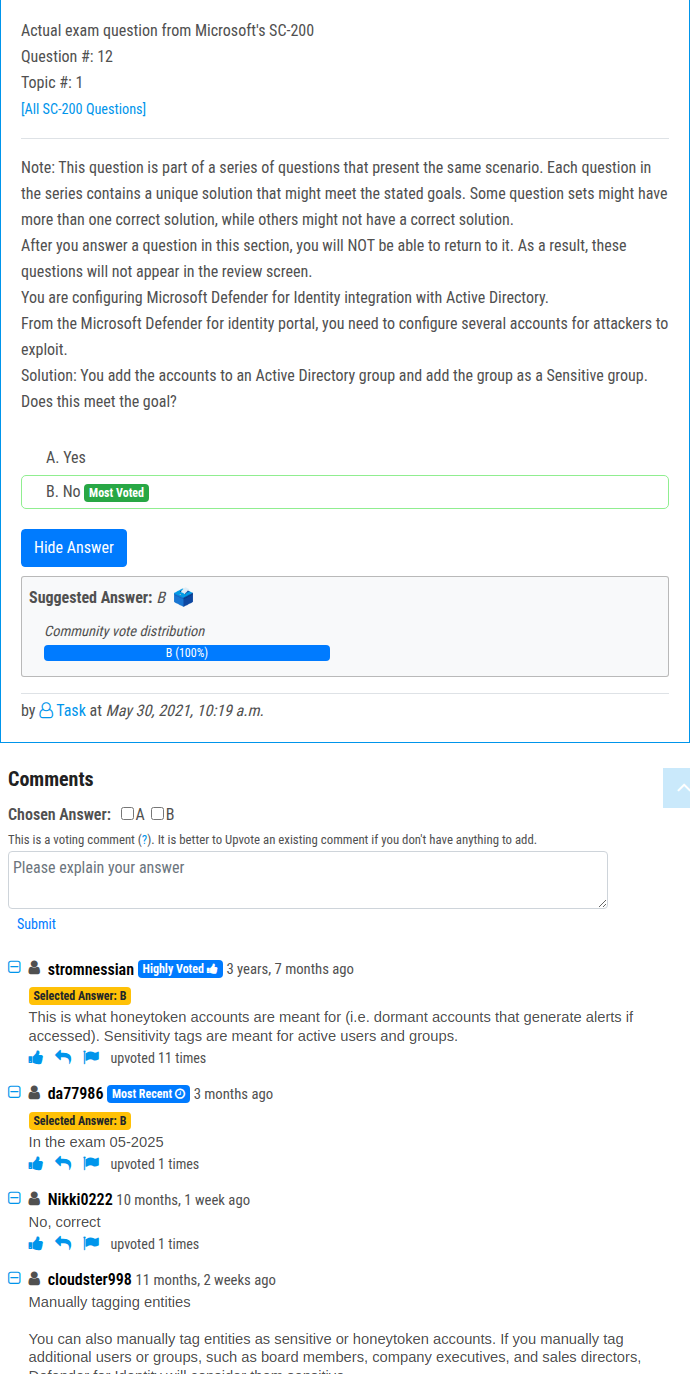 Actual exam question from Microsoft's SC-200
Question #: 12
Topic #: 1
[All SC-200 Questions]
Note: This question is part of a series of questions that present the same scenario. Each question in
the series contains a unique solution that might meet the stated goals. Some question sets might have
more than one correct solution, while others might not have a correct solution.
After you answer a question in this section, you will NOT be able to return to it. As a result, these
questions will not appear in the review screen.
You are configuring Microsoft Defender for Identity integration with Active Directory.
From the Microsoft Defender for identity portal, you need to configure several accounts for attackers to
exploit.
Solution: You add the accounts to an Active Directory group and add the group as a Sensitive group.
Does this meet the goal?
A. Yes
B. No Most Voted
Hide Answer
Suggested Answer: B
Community vote distribution
B (100%)
by Task at May 30, 2021, 10:19 a.m.
Comments
Chosen Answer: A B
This is a voting comment (?). It is better to Upvote an existing comment if you don't have anything to add.
Please explain your answer
Submit
stromnessian Highly Voted 3 years, 7 months ago
Selected Answer: B
This is what honeytoken accounts are meant for (i.e. dormant accounts that generate alerts if
accessed). Sensitivity tags are meant for active users and groups.
upvoted 11 times
da77986 Most Recent 3 months ago
Selected Answer: B
In the exam 05-2025
upvoted 1 times
Nikki0222 10 months, 1 week ago
No, correct
upvoted 1 times
cloudster998 11 months, 2 weeks ago
Manually tagging entities
You can also manually tag entities as sensitive or honeytoken accounts. If you manually tag
additional users or groups, such as board members, company executives, and sales directors,
Defender for Identity will consider them sensitive